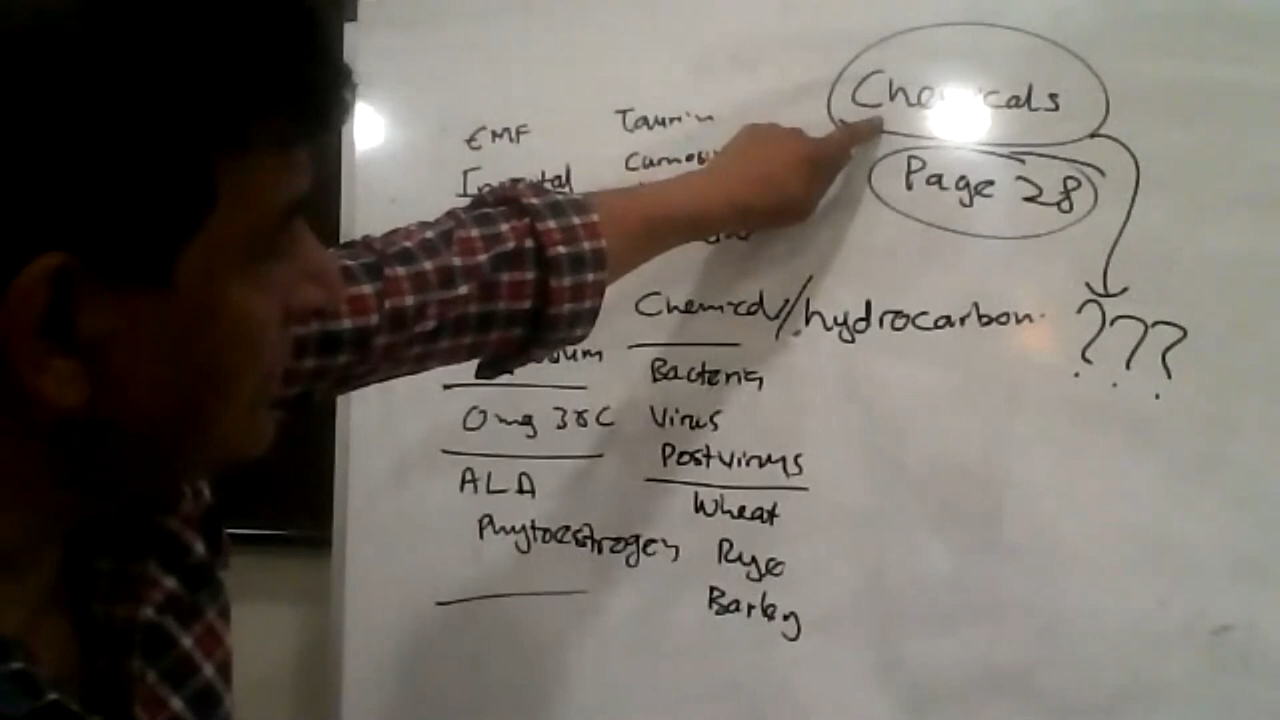 Chemicals
Page 28
???
EMF
Taurin
Chemical/hydrocarbon.
Bacteria
Omg 3&6
Virus
Postvirus
ALA
Wheat
Phytoestrogen
Rye
Barley